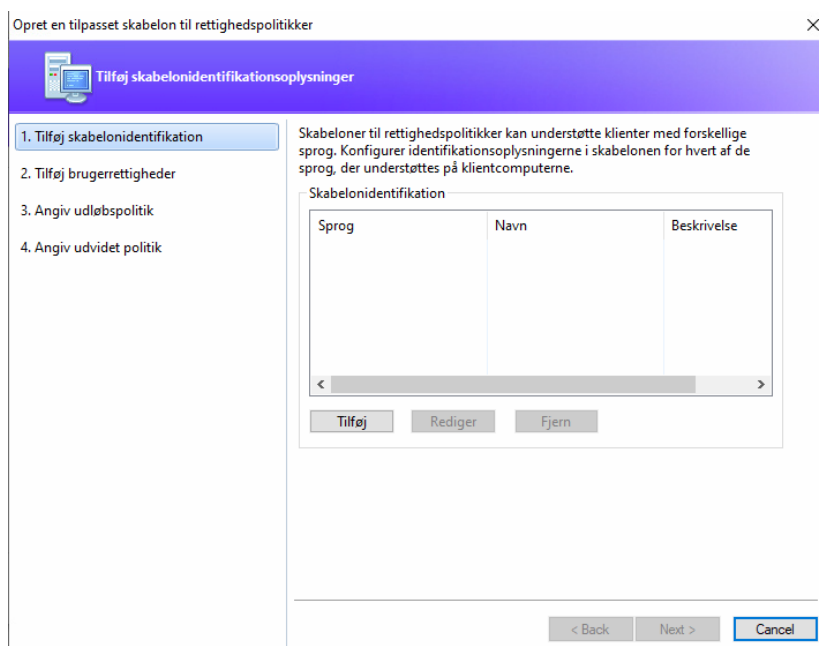 Opret en tilpasset skabelon til rettighedspolitikker
Tilføj skabelonidentifikationsoplysninger
1. Tilføj skabelonidentifikation
2. Tilføj brugerrettigheder
3. Angiv udløbspolitik
4. Angiv udvidet politik
Skabeloner til rettighedspolitikker kan understøtte klienter med forskellige
sprog. Konfigurer identifikationsoplysningerne i skabelonen for hvert af de
sprog, der understøttes på klientcomputerne.
Skabelonidentifikation
Sprog Navn Beskrivelse
Tilføj Rediger Fjern
< Back Next > Cancel